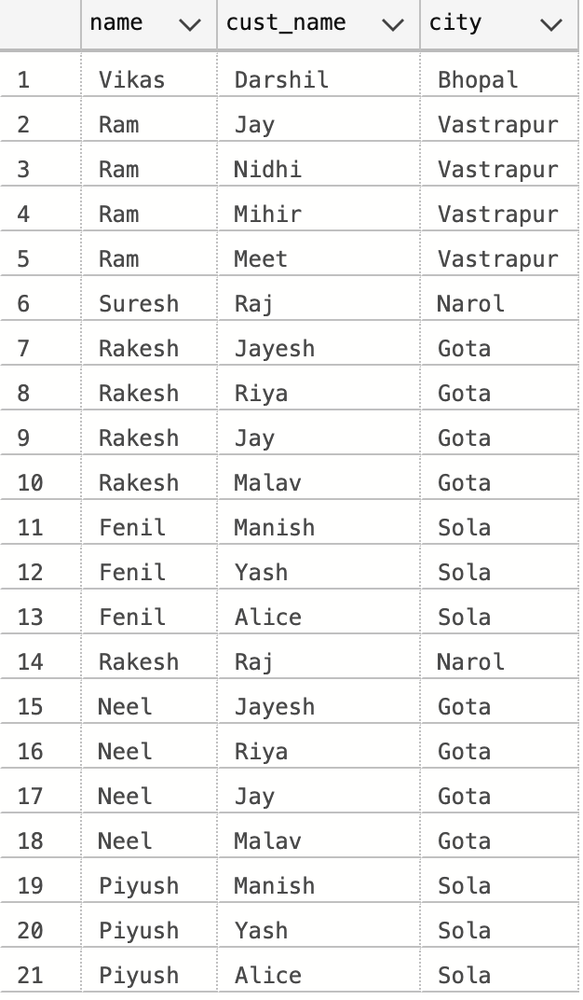 name cust_name city
1 Vikas Darshil Bhopal
2 Ram Jay Vastrapur
3 Ram Nidhi Vastrapur
4 Ram Mihir Vastrapur
5 Ram Meet Vastrapur
6 Suresh Raj Narol
7 Rakesh Jayesh Gota
8 Rakesh Riya Gota
9 Rakesh Jay Gota
10 Rakesh Malav Gota
11 Fenil Manish Sola
12 Fenil Yash Sola
13 Fenil Alice Sola
14 Rakesh Raj Narol
15 Neel Jayesh Gota
16 Neel Riya Gota
17 Neel Jay Gota
18 Neel Malav Gota
19 Piyush Manish Sola
20 Piyush Yash Sola
21 Piyush Alice Sola